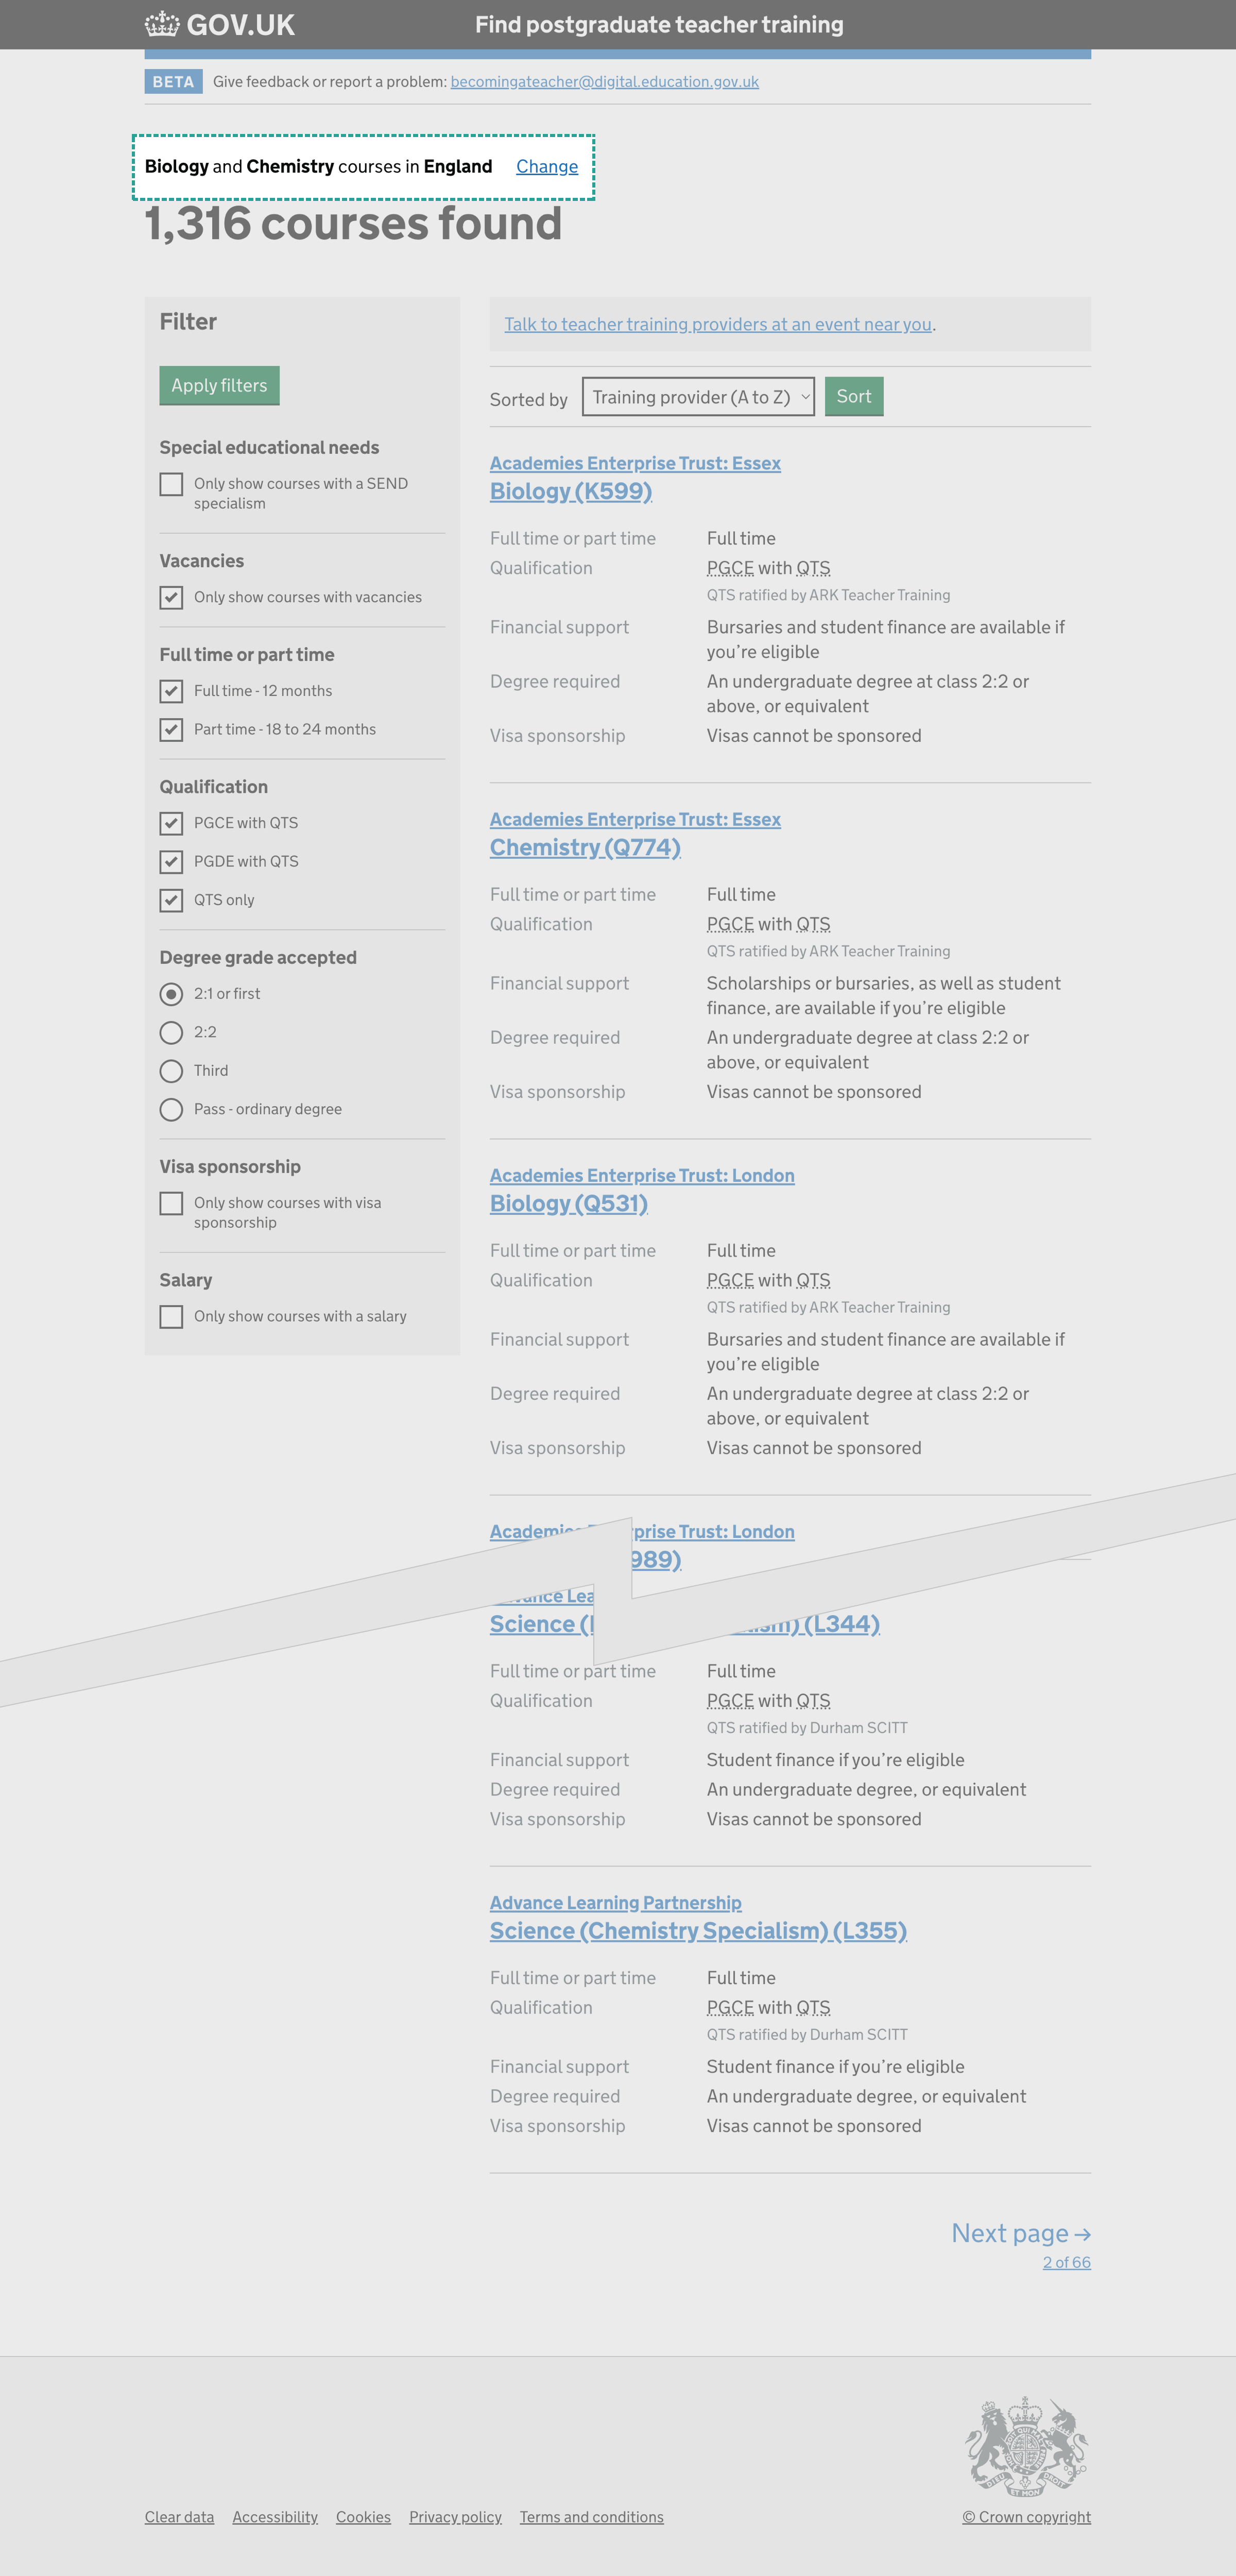 GOV.UK
Find postgraduate teacher training
BETA Give feedback or report a problem: becomingateacher@digital.education.gov.uk
Biology and Chemistry courses in England Change
1,316 courses found
Filter
Apply filters
Special educational needs
Only show courses with a SEND
specialism
Vacancies
Only show courses with vacancies
Full time or part time
Full time - 12 months
Part time - 18 to 24 months
Qualification
PGCE with QTS
PGDE with QTS
QTS only
Degree grade accepted
2:1 or first
2:2
Third
Pass - ordinary degree
Visa sponsorship
Only show courses with visa
sponsorship
Salary
Only show courses with a salary
Talk to teacher training providers at an event near you.
Sorted by Training provider (A to Z) Sort
Academies Enterprise Trust: Essex
Biology (K599)
Full time or part time Full time
Qualification PGCE with QTS
QTS ratified by ARK Teacher Training
Financial support Bursaries and student finance are available if
you’re eligible
Degree required An undergraduate degree at class 2:2 or
above, or equivalent
Visa sponsorship Visas cannot be sponsored
Academies Enterprise Trust: Essex
Chemistry (Q774)
Full time or part time Full time
Qualification PGCE with QTS
QTS ratified by ARK Teacher Training
Financial support Scholarships or bursaries, as well as student
finance, are available if you’re eligible
Degree required An undergraduate degree at class 2:2 or
above, or equivalent
Visa sponsorship Visas cannot be sponsored
Academies Enterprise Trust: London
Biology (Q531)
Full time or part time Full time
Qualification PGCE with QTS
QTS ratified by ARK Teacher Training
Financial support Bursaries and student finance are available if
you’re eligible
Degree required An undergraduate degree at class 2:2 or
above, or equivalent
Visa sponsorship Visas cannot be sponsored
Academies Enterprise Trust: London
989)
Science (L344)
Full time or part time Full time
Qualification PGCE with QTS
QTS ratified by Durham SCITT
Financial support Student finance if you’re eligible
Degree required An undergraduate degree, or equivalent
Visa sponsorship Visas cannot be sponsored
Advance Learning Partnership
Science (Chemistry Specialism) (L355)
Full time or part time Full time
Qualification PGCE with QTS
QTS ratified by Durham SCITT
Financial support Student finance if you’re eligible
Degree required An undergraduate degree, or equivalent
Visa sponsorship Visas cannot be sponsored
Next page →
2 of 66
Clear data Accessibility Cookies Privacy policy Terms and conditions
© Crown copyright